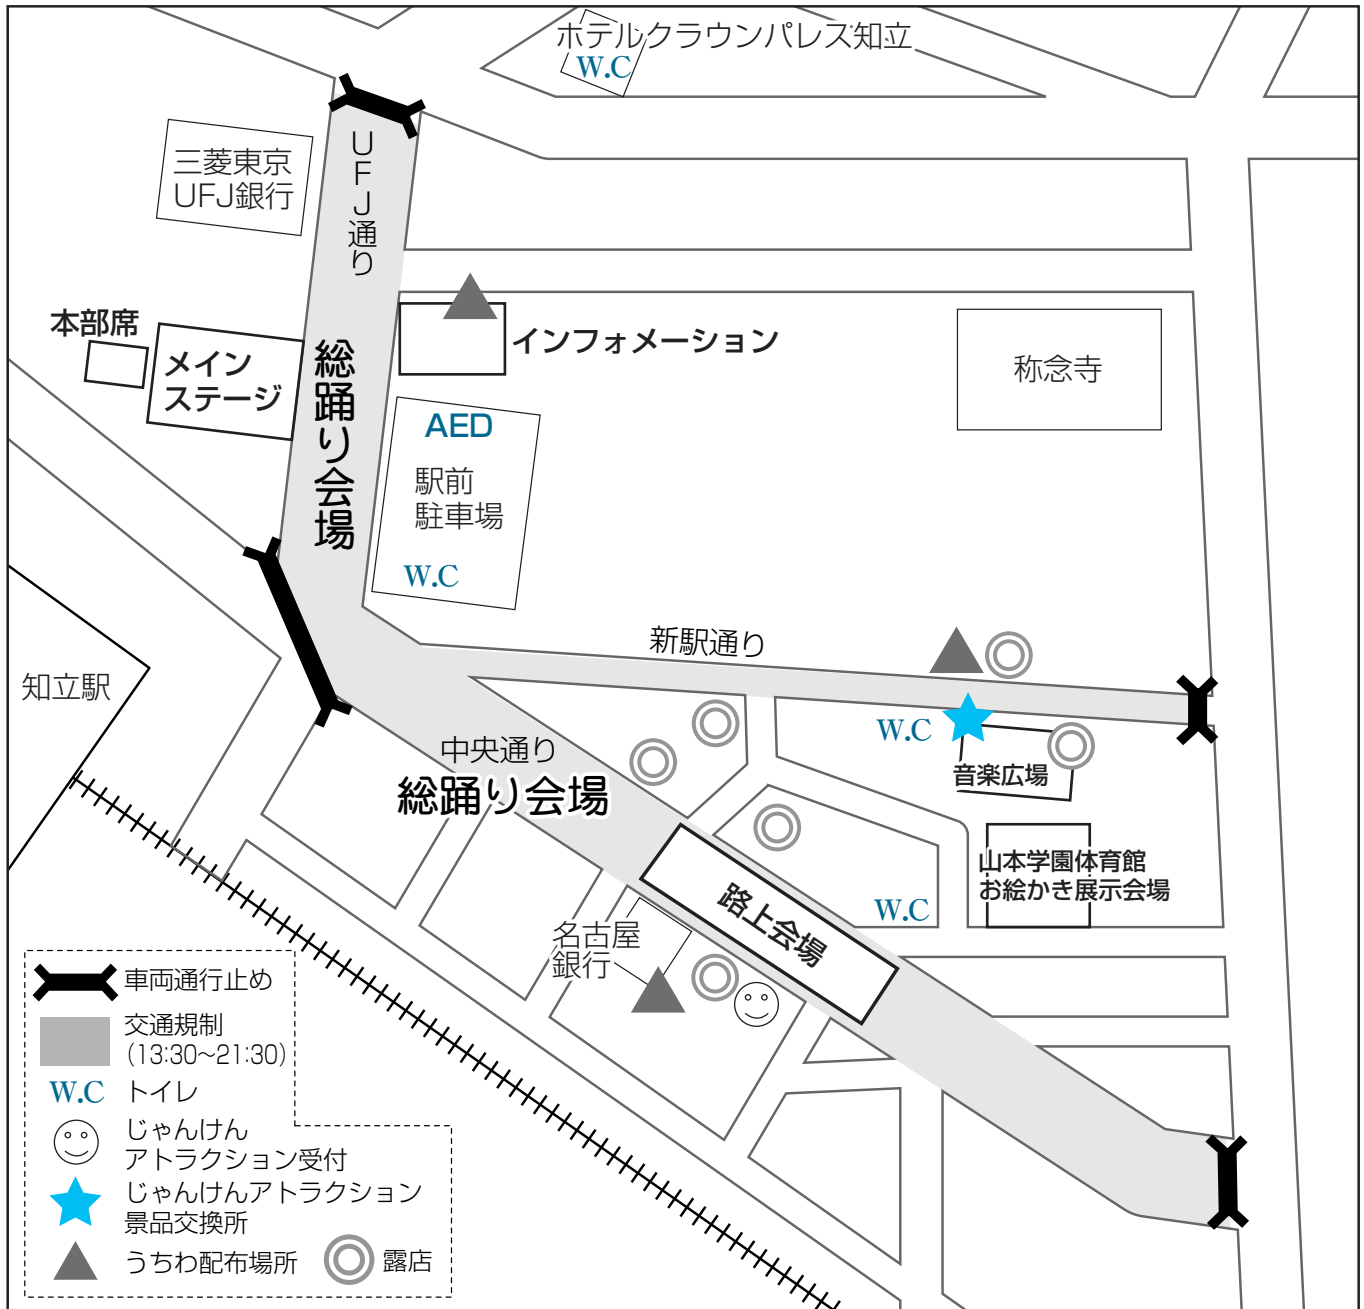 ホテルクラウンパレス知立
W.C
三菱東京
UFJ銀行
UFJ通り
本部席
メイン
ステージ
総踊り会場
インフォメーション
称念寺
AED
駅前
駐車場
W.C
新駅通り
知立駅
中央通り
総踊り会場
W.C
音楽広場
山本学園体育館
お絵かき展示会場
路上会場
W.C
名古屋
銀行
車両通行止め
交通規制
(13:30~21:30)
W.C トイレ
じゃんけん
アトラクション受付
じゃんけんアトラクション
景品交換所
うちわ配布場所
露店